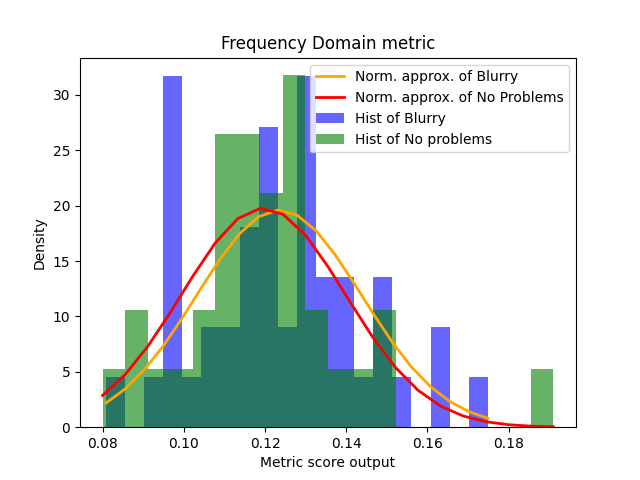 Frequency Domain metric
Norm. approx. of Blurry
Norm. approx. of No Problems
Hist of Blurry
Hist of No problems
Density
30
25
20
15
10
5
0
0.08 0.10 0.12 0.14 0.16 0.18
Metric score output